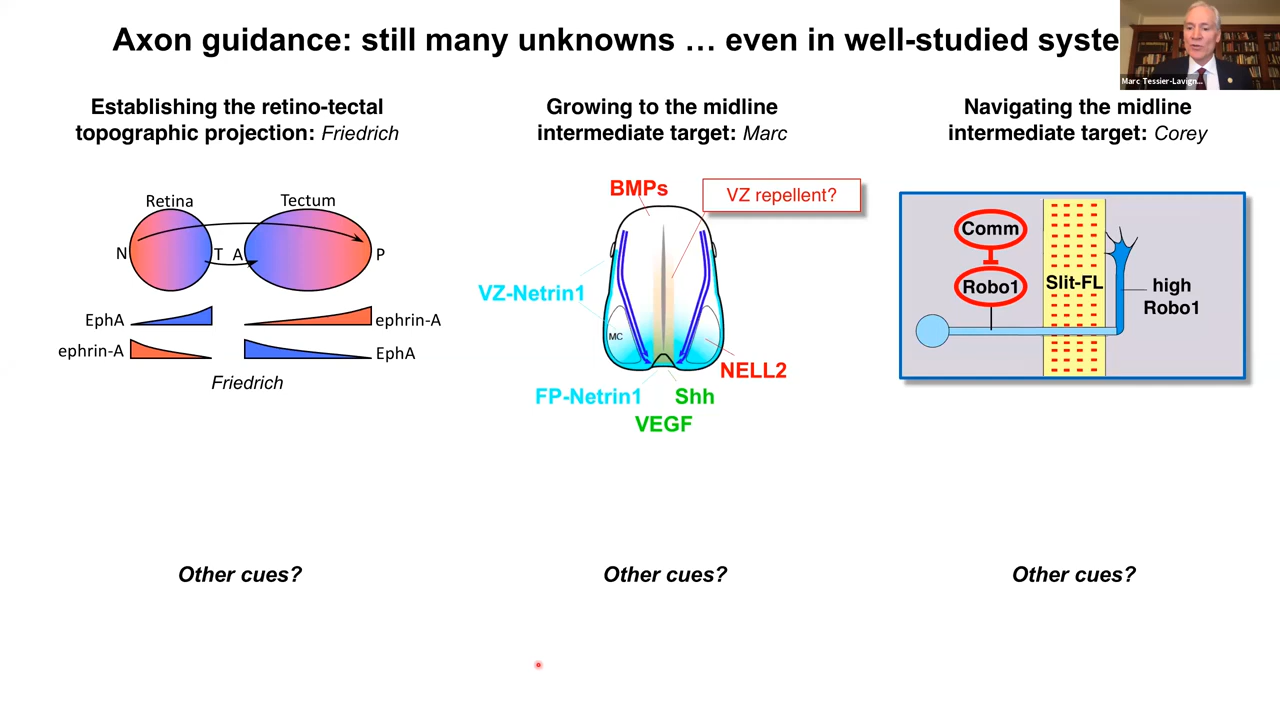 Axon guidance: still many unknowns … even in well-studied syste
Marc Tessier-Lavign...
Establishing the retino-tectal
topographic projection: Friedrich
Retina
Tectum
N
T
A
P
EphA
ephrin-A
ephrin-A
EphA
Friedrich
Other cues?
Growing to the midline
intermediate target: Marc
BMPs
VZ repellent?
VZ-Netrin1
MC
NELL2
FP-Netrin1
Shh
VEGF
Other cues?
Navigating the midline
intermediate target: Corey
Comm
Robo1
Slit-FL
high
Robo1
Other cues?